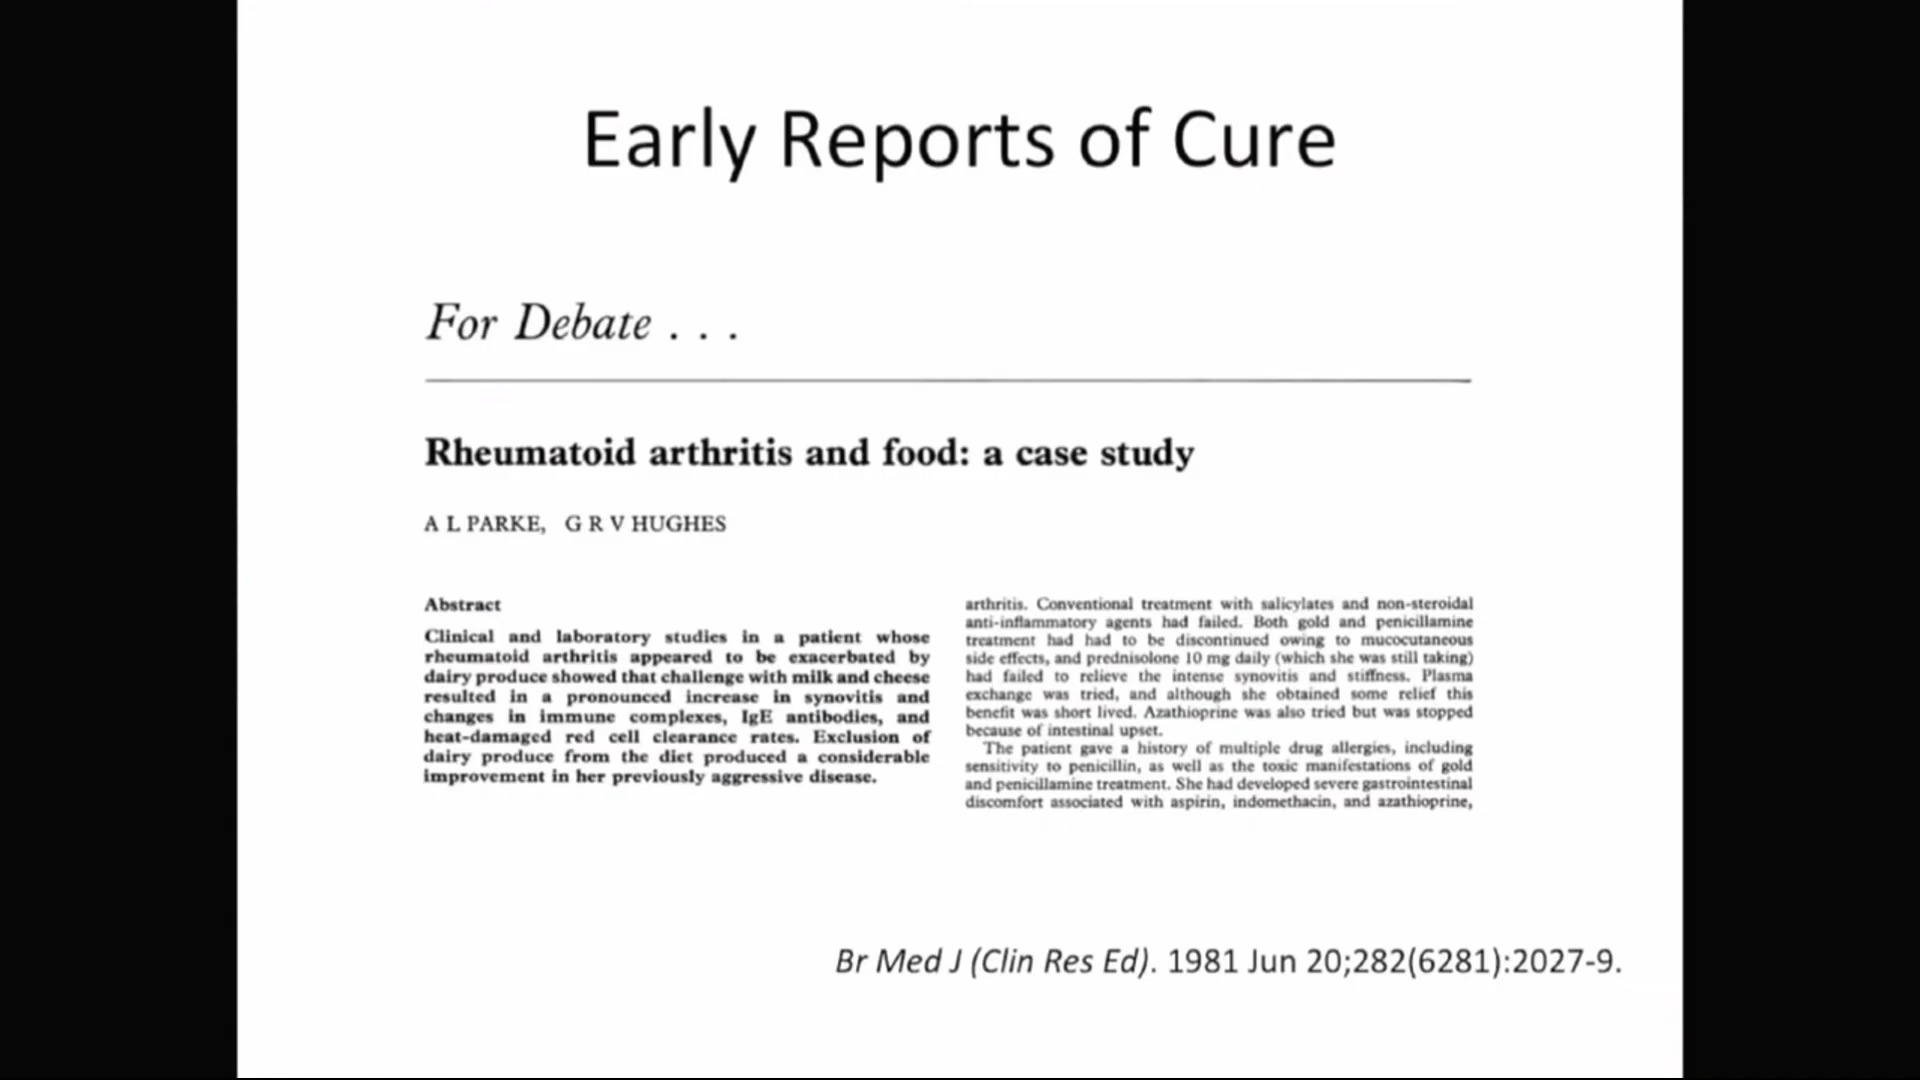 Early Reports of Cure
For Debate . . .
Rheumatoid arthritis and food: a case study
A L PARKE, G R V HUGHES
Abstract
Clinical and laboratory studies in a patient whose
rheumatoid arthritis appeared to be exacerbated by
dairy produce showed that challenge with milk and cheese
resulted in a pronounced increase in synovitis and
changes in immune complexes, IgE antibodies, and
heat-damaged red cell clearance rates. Exclusion of
dairy produce from the diet produced a considerable
improvement in her previously aggressive disease.
arthritis. Conventional treatment with salicylates and non-steroidal
anti-inflammatory agents had failed. Both gold and penicillamine
treatment had had to be discontinued owing to mucocutaneous
side effects, and prednisolone 10 mg daily (which she was still taking)
had failed to relieve the intense synovitis and stiffness. Plasma
exchange was tried, and although she obtained some relief this
benefit was short lived. Azathioprine was also tried but was stopped
because of intestinal upset.
The patient gave a history of multiple drug allergies, including
sensitivity to penicillin, as well as the toxic manifestations of gold
and penicillamine treatment. She had developed severe gastrointestinal
discomfort associated with aspirin, indomethacin, and azathioprine,
Br Med J (Clin Res Ed). 1981 Jun 20;282(6281):2027-9.